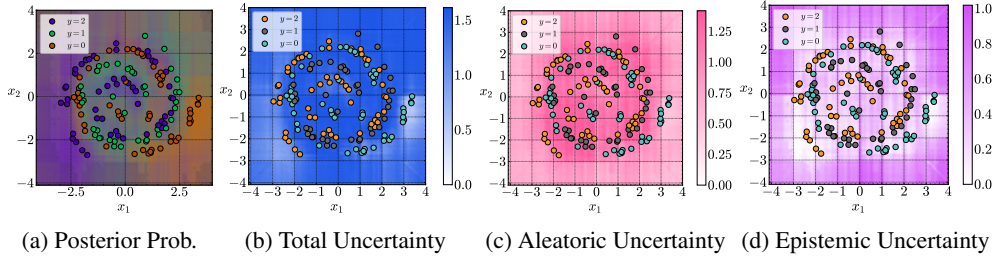 4
2
0
−2
−4
x₂
−2.5
0.0
2.5
x₁
y = 2
y = 1
y = 0
4
3
2
1
0
−1
−2
−3
−4
x₂
−4 −3 −2 −1 0 1 2 3 4
x₁
y = 2
y = 1
y = 0
1.5
1.0
0.5
0.0
4
3
2
1
0
−1
−2
−3
−4
x₂
−4 −3 −2 −1 0 1 2 3 4
x₁
y = 2
y = 1
y = 0
1.25
1.00
0.75
0.50
0.25
0.00
4
3
2
1
0
−1
−2
−3
−4
x₂
−4 −3 −2 −1 0 1 2 3 4
x₁
y = 2
y = 1
y = 0
1.0
0.8
0.6
0.4
0.2
0.0
(a) Posterior Prob.
(b) Total Uncertainty
(c) Aleatoric Uncertainty
(d) Epistemic Uncertainty